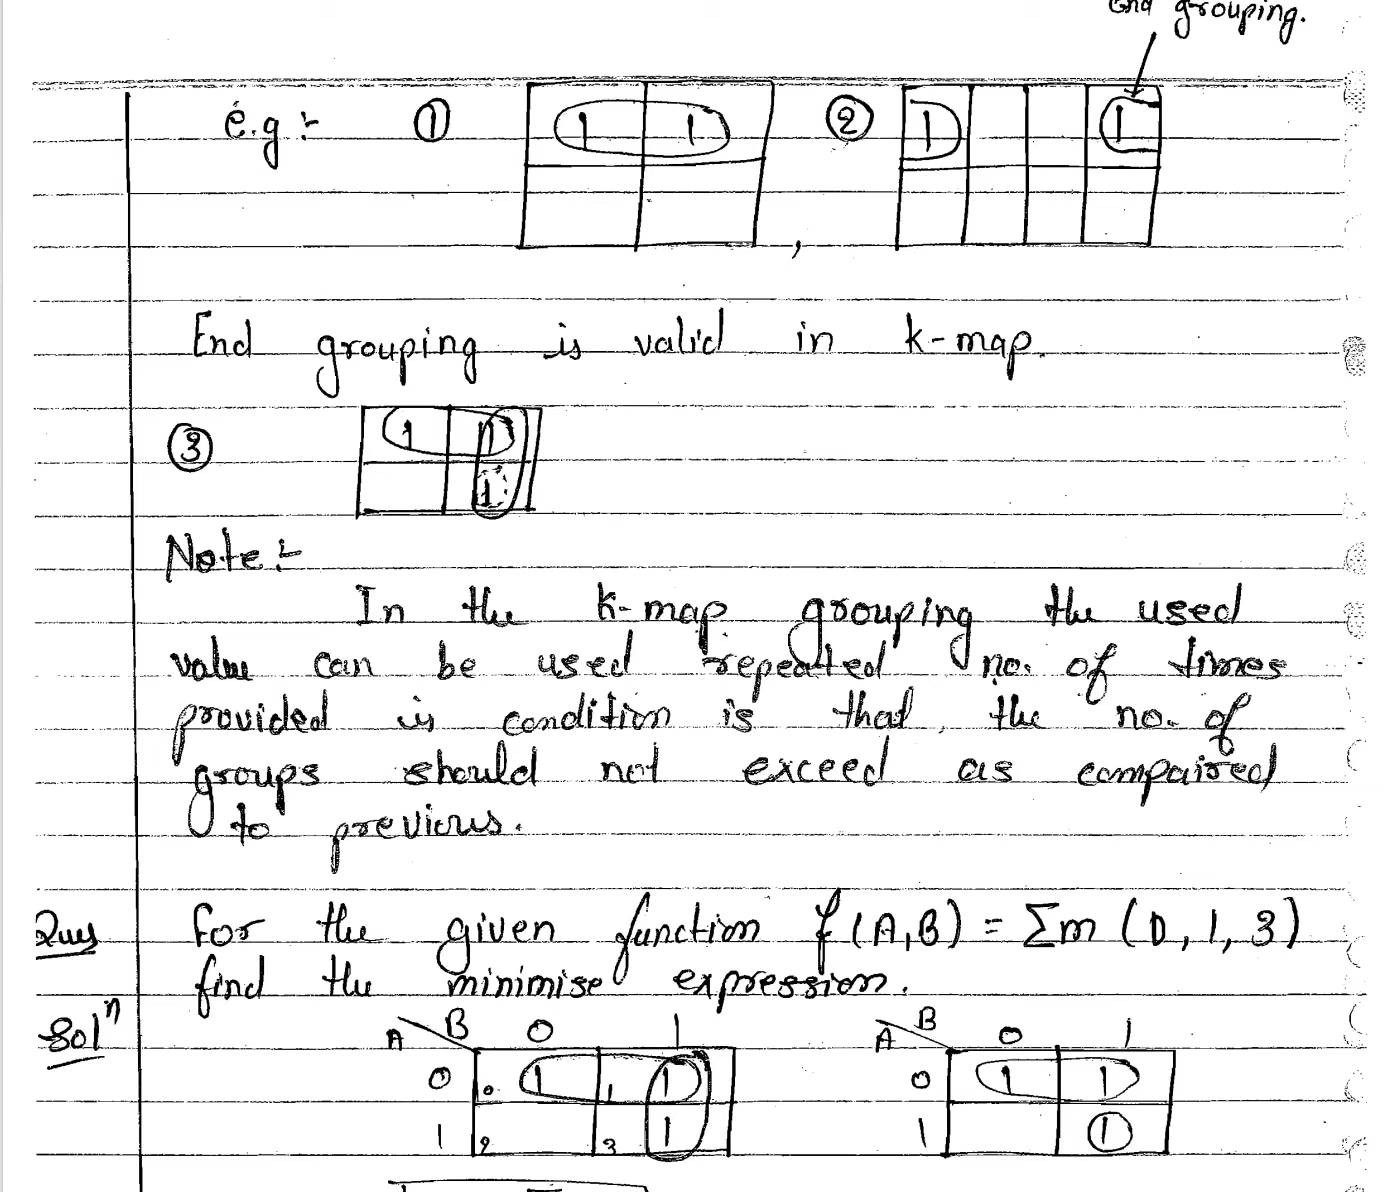 End grouping.
e.g :- ① 1 1 ② 1 1
,
End grouping is valid in k-map.
③ 1 1
1
Note :-
In the k-map grouping the used
value can be used repeated no. of times
provided is condition is that, the no. of
groups should not exceed as compaired
to previous.
Ques for the given function f(A,B) = Σm (0,1,3)
find the minimise expression.
Solⁿ A B 0 1 A B 0 1
0 0 1 1 1 0 1 1
1 2 3 1 1 1